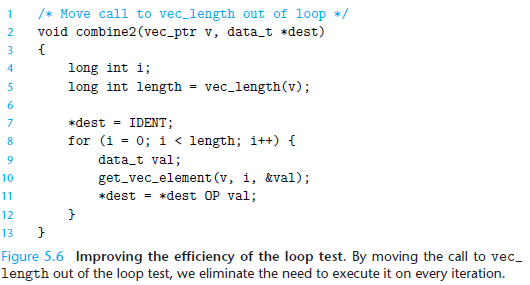 1 /* Move call to vec_length out of loop */
2 void combine2(vec_ptr v, data_t *dest)
3 {
4 long int i;
5 long int length = vec_length(v);
6
7 *dest = IDENT;
8 for (i = 0; i < length; i++) {
9 data_t val;
10 get_vec_element(v, i, &val);
11 *dest = *dest OP val;
12 }
13 }
Figure 5.6 Improving the efficiency of the loop test. By moving the call to vec_
length out of the loop test, we eliminate the need to execute it on every iteration.